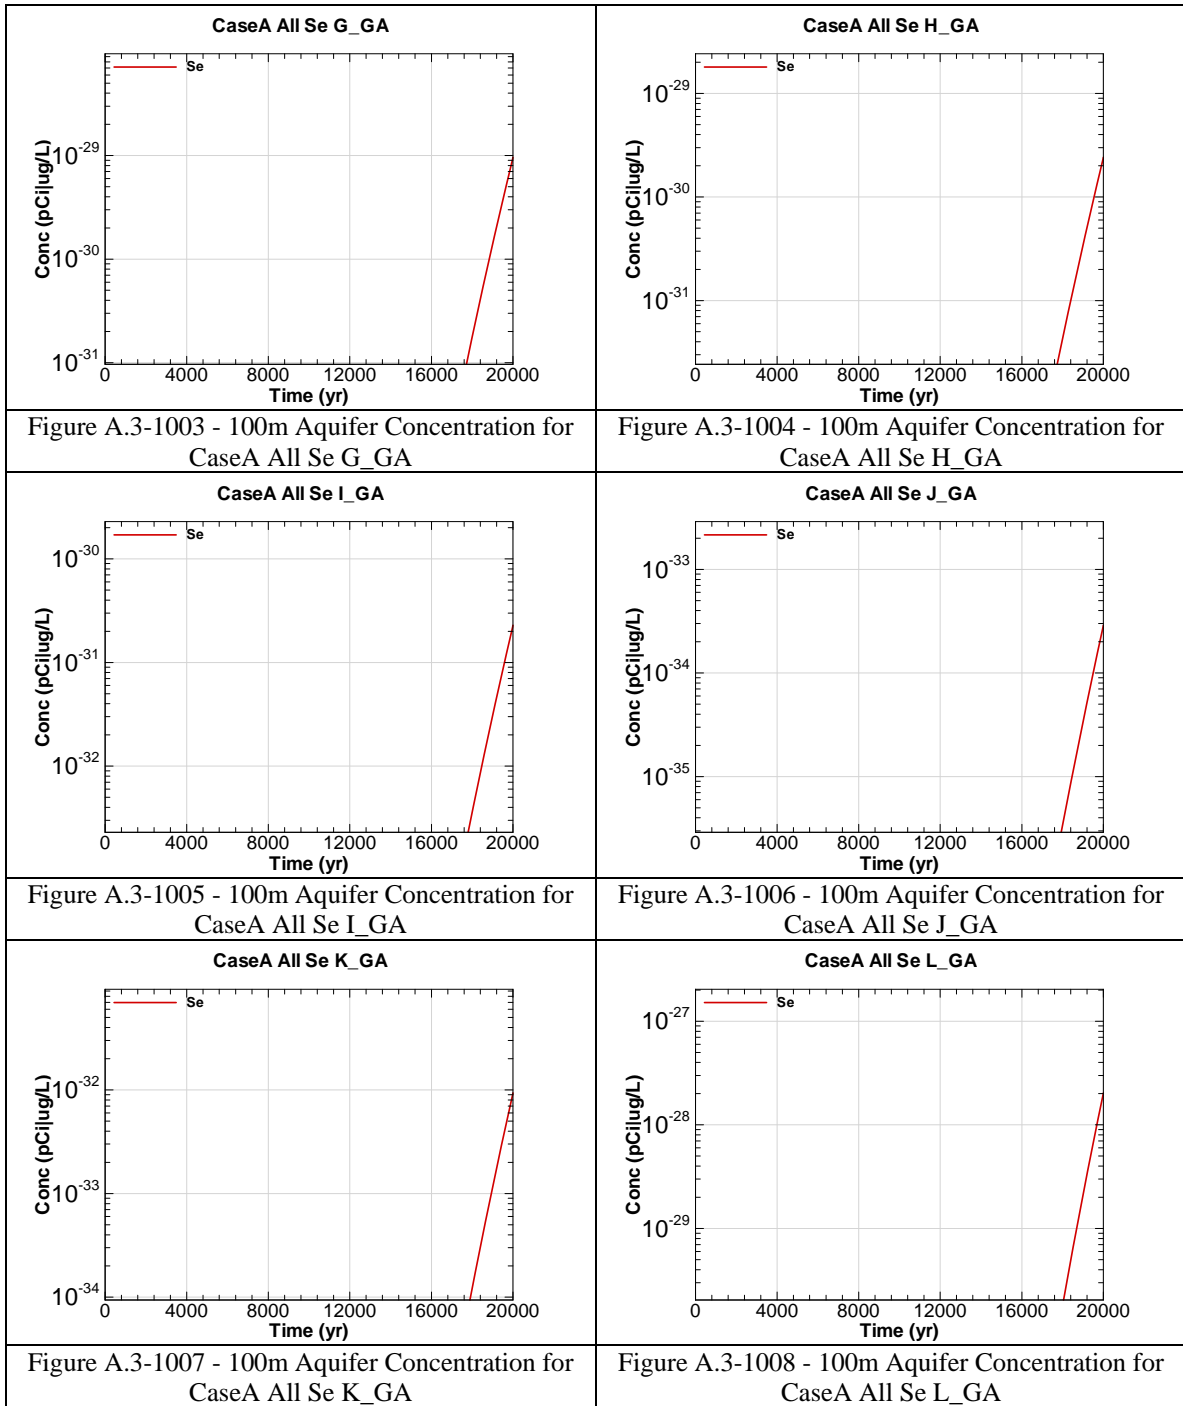 CaseA All Se G_GA
Se
Conc (pCi|ug/L)
10-29
10-30
10-31
0 4000 8000 12000 16000 20000
Time (yr)
Figure A.3-1003 - 100m Aquifer Concentration for
CaseA All Se G_GA
CaseA All Se H_GA
Se
Conc (pCi|ug/L)
10-29
10-30
10-31
0 4000 8000 12000 16000 20000
Time (yr)
Figure A.3-1004 - 100m Aquifer Concentration for
CaseA All Se H_GA
CaseA All Se I_GA
Se
Conc (pCi|ug/L)
10-30
10-31
10-32
0 4000 8000 12000 16000 20000
Time (yr)
Figure A.3-1005 - 100m Aquifer Concentration for
CaseA All Se I_GA
CaseA All Se J_GA
Se
Conc (pCi|ug/L)
10-33
10-34
10-35
0 4000 8000 12000 16000 20000
Time (yr)
Figure A.3-1006 - 100m Aquifer Concentration for
CaseA All Se J_GA
CaseA All Se K_GA
Se
Conc (pCi|ug/L)
10-32
10-33
10-34
0 4000 8000 12000 16000 20000
Time (yr)
Figure A.3-1007 - 100m Aquifer Concentration for
CaseA All Se K_GA
CaseA All Se L_GA
Se
Conc (pCi|ug/L)
10-27
10-28
10-29
0 4000 8000 12000 16000 20000
Time (yr)
Figure A.3-1008 - 100m Aquifer Concentration for
CaseA All Se L_GA